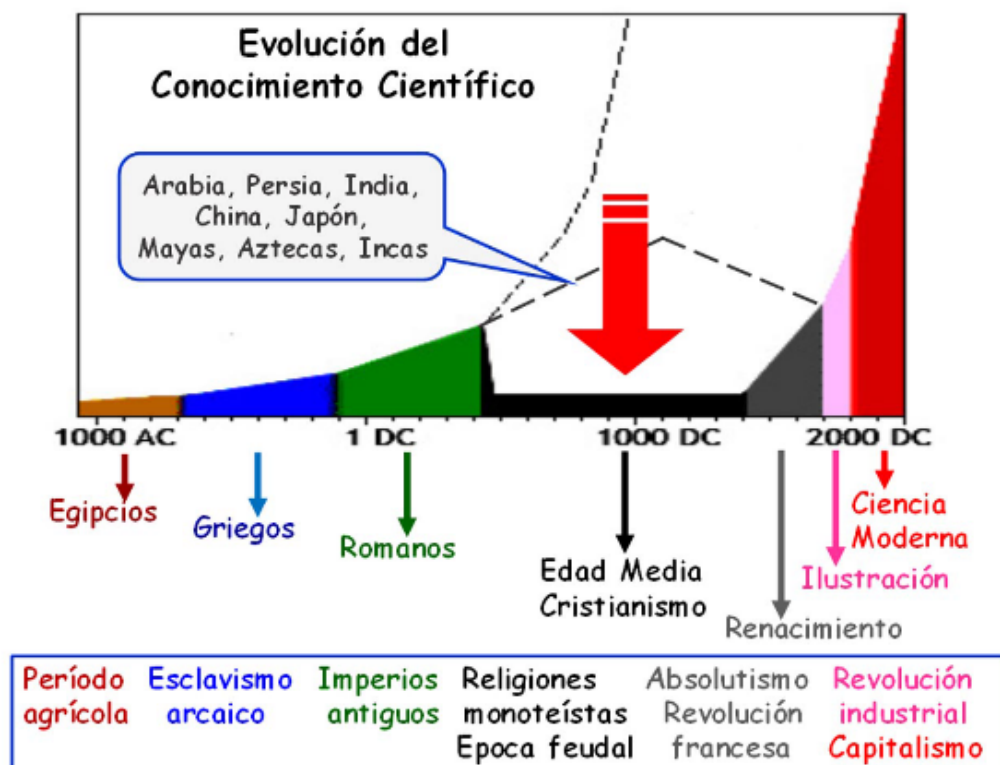 Evolución del
Conocimiento Científico
Arabia, Persia, India,
China, Japón,
Mayas, Aztecas, Incas
1000 AC
1 DC
1000 DC
2000 DC
Egipcios
Griegos
Romanos
Edad Media
Cristianismo
Renacimiento
Ilustración
Ciencia
Moderna
Período
agrícola
Esclavismo
arcaico
Imperios
antiguos
Religiones
monoteístas
Epoca feudal
Absolutismo
Revolución
francesa
Revolución
industrial
Capitalismo